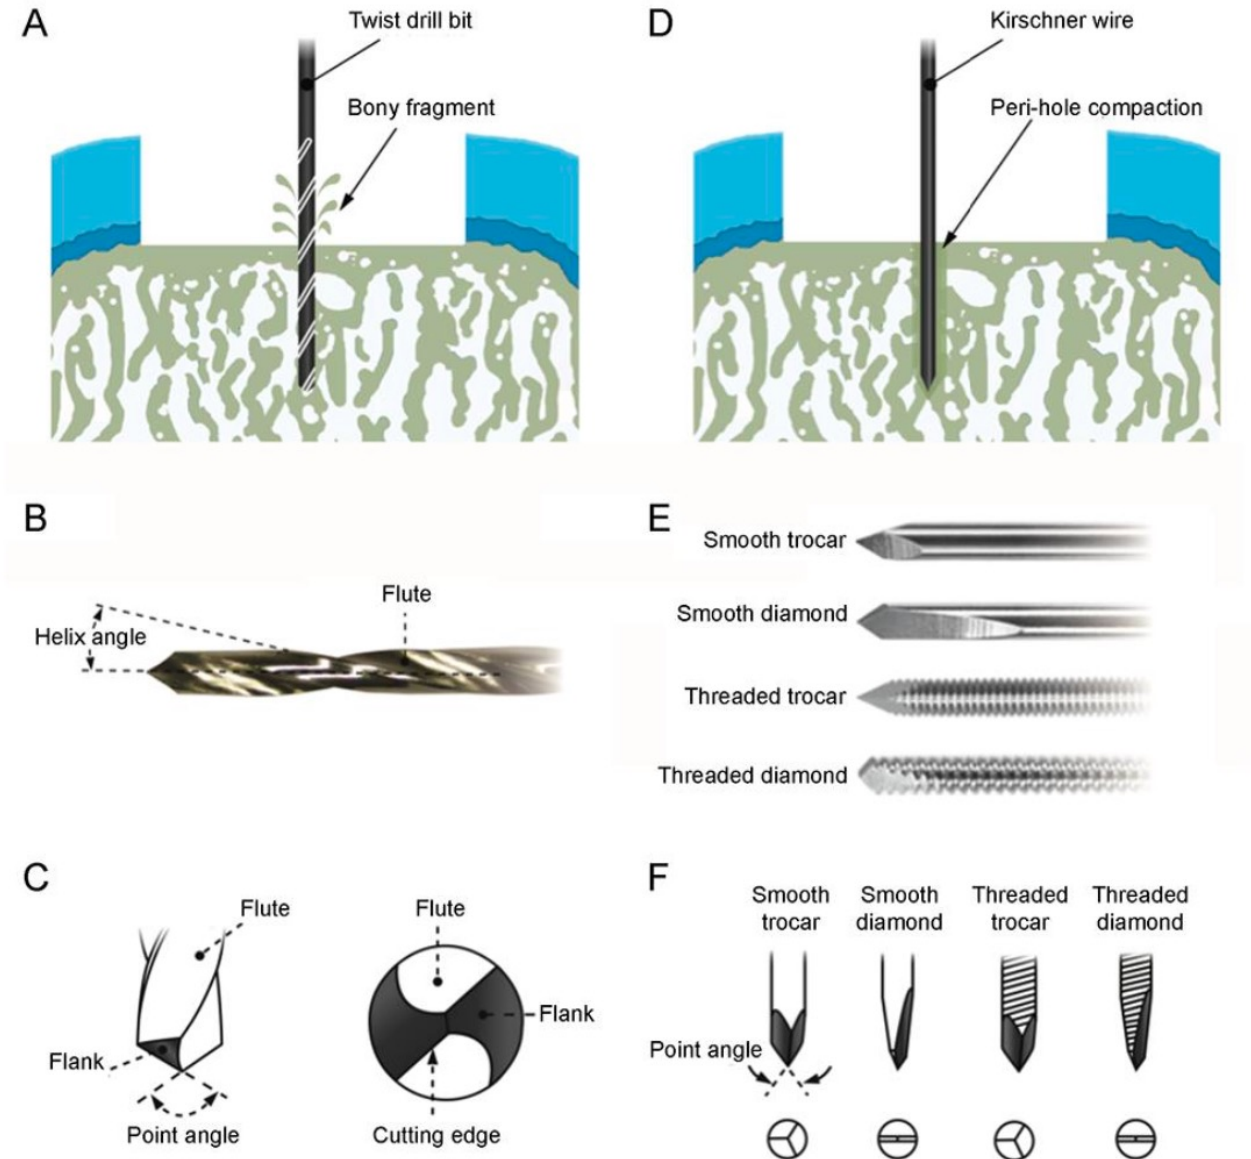 A
Twist drill bit
Bony fragment
D
Kirschner wire
Peri-hole compaction
B
Flute
Helix angle
E
Smooth trocar
Smooth diamond
Threaded trocar
Threaded diamond
C
Flute
Flank
Point angle
Flute
Flank
Cutting edge
F
Smooth
trocar
Smooth
diamond
Threaded
trocar
Threaded
diamond
Point angle